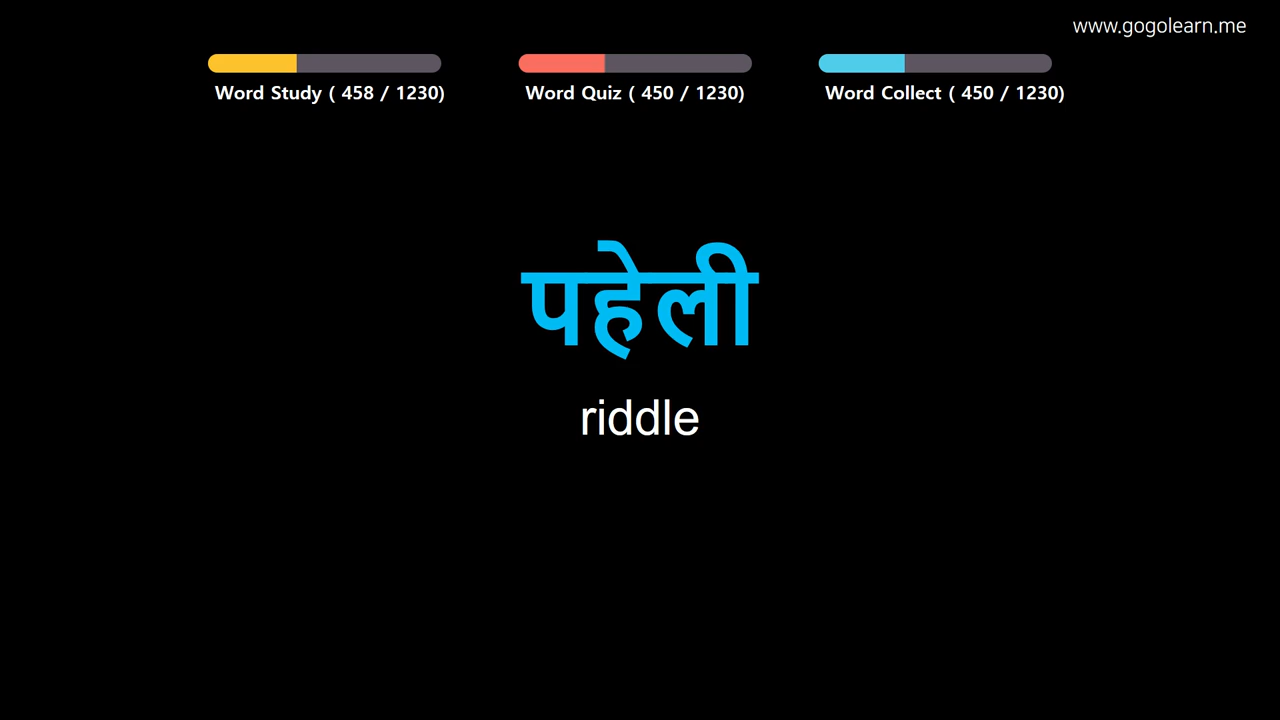 www.gogolearn.me
Word Study ( 458 / 1230)
Word Quiz ( 450 / 1230)
Word Collect ( 450 / 1230)
पहेली
riddle